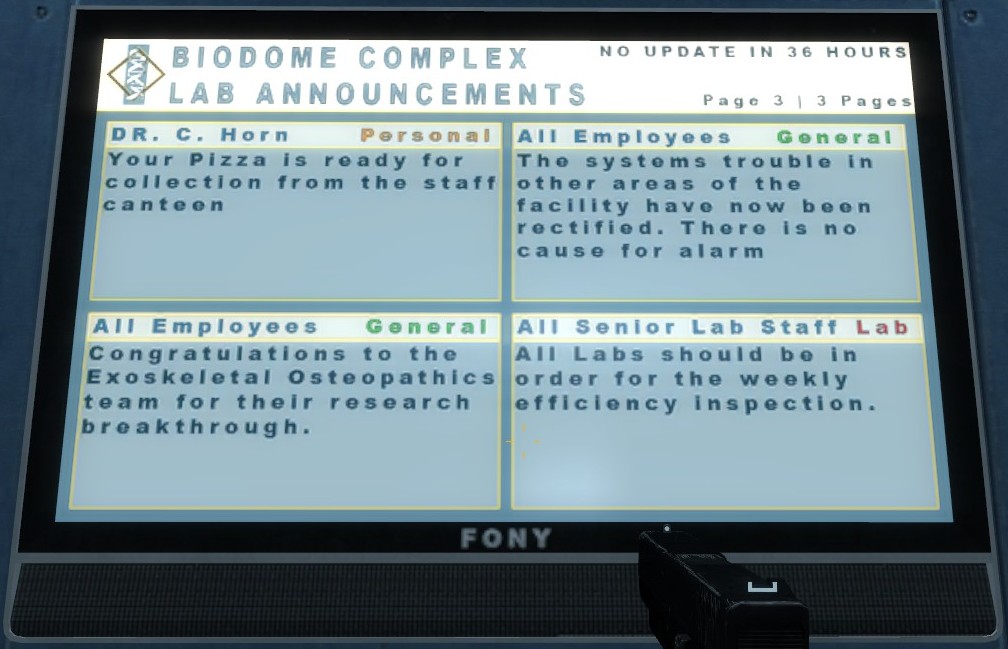 BIODOME COMPLEX
LAB ANNOUNCEMENTS
NO UPDATE IN 36 HOURS
Page 3 | 3 Pages
DR. C. Horn Personal
Your Pizza is ready for
collection from the staff
canteen
All Employees General
The systems trouble in
other areas of the
facility have now been
rectified. There is no
cause for alarm
All Employees General
Congratulations to the
Exoskeletal Osteopathics
team for their research
breakthrough.
All Senior Lab Staff Lab
All Labs should be in
order for the weekly
efficiency inspection.
FONY